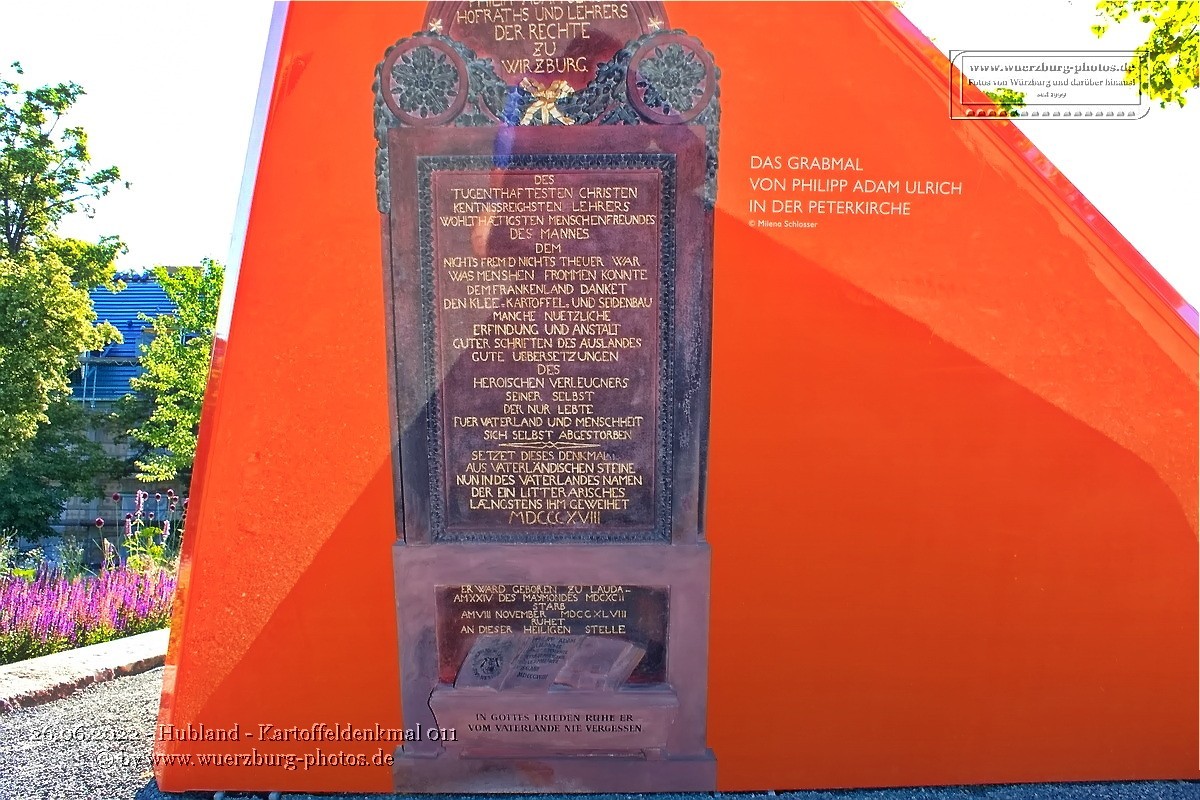 HOFRATHS UND LEHRERS
DER RECHTE
ZU
WIRZBURG.
DES
TUGENTHAFTESTEN CHRISTEN
KENTNISSREIGHSTEN LEHRERS
WOHLTHÆTIGSTEN MENSCHENFREUNDES
DES MANNES
DEM
NICHTS FREMD NICHTS THEUER WAR
WAS MENSHEN FROMMEN KONNTE
DEM FRANKENLAND DANKET
DEN KLEE-KARTOFFEL- UND SEIDENBAU
MANCHE NUETZLICHE
ERFINDUNG UND ANSTALT
GUTER SCHRIFTEN DES AUSLANDES
GUTE UEBERSETZUNGEN
DES
HEROISCHEN VERLEUGNERS
SEINER SELBST
DER NUR LEBTE
FUER VATERLAND UND MENSCHHEIT
SICH SELBST ABGESTORBEN
SETZET DIESES DENKMAL
AUS VATERLÄNDISCHEN STEINE
NUN IN DES VATERLANDES NAMEN
DER EIN LITTERARISCHES
LÆNGSTENS IHM GEWEIHET
MDCCCXVIII
ER WARD GEBOREN ZU LAUDA
AM XXIV DES MAYMONDES
STARB
AM VIII NOVEMBER MDCCXLVIII
RUHET
AN DIESER HEILIGEN STELLE
IN GOTTES FRIEDEN RUHE ER
VOM VATERLANDE NIE VERGESSEN
DAS GRABMAL
VON PHILIPP ADAM ULRICH
IN DER PETERKIRCHE
© Milena Schlosser
www.wuerzburg-photos.de
Fotos von Würzburg und darüber hinaus!
seit 1999
26.06.2022 - Hubland - Kartoffeldenkmal 011
© by www.wuerzburg-photos.de